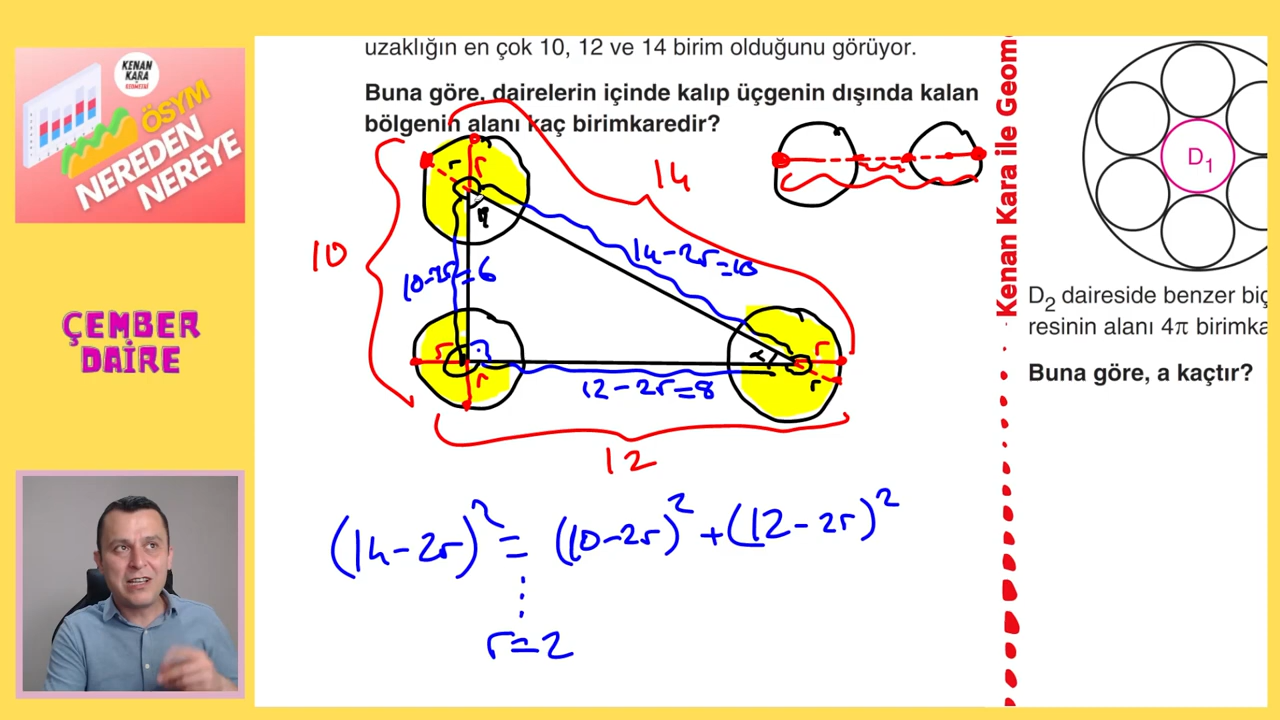 KENAN
KARA
ile
GEOMETRİ
ÖSYM
NEREDEN
NEREYE
ÇEMBER
DAİRE
uzaklığın en çok 10, 12 ve 14 birim olduğunu görüyor.
Buna göre, dairelerin içinde kalıp üçgenin dışında kalan
bölgenin alanı kaç birimkaredir?
r
r
14
10
10-2r=6
14-2r=10
r
r
r
r
12-2r=8
12
(14-2r)² = (10-2r)² + (12-2r)²
r=2
Kenan Kara ile Geom
D₁
D₂ daireside benzer biç
resinin alanı 4π birimka
Buna göre, a kaçtır?